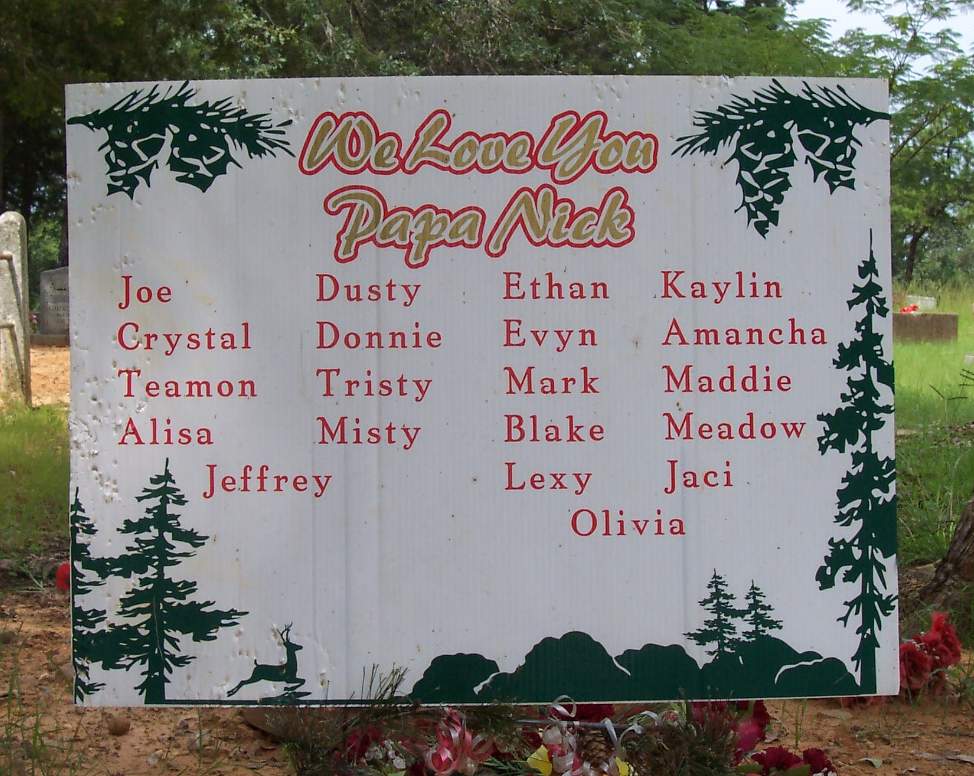 We Love You
Papa Nick
Joe Dusty Ethan Kaylin
Crystal Donnie Evyn Amancha
Teamon Tristy Mark Maddie
Alisa Misty Blake Meadow
Jeffrey Lexy Jaci
Olivia